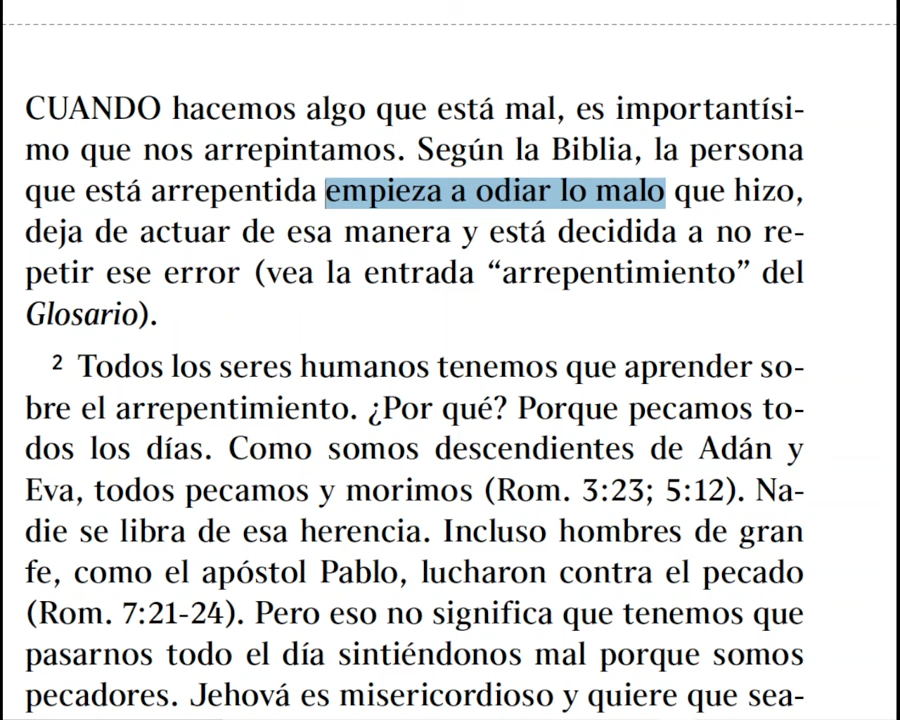 CUANDO hacemos algo que está mal, es importantísi-
mo que nos arrepintamos. Según la Biblia, la persona
que está arrepentida empieza a odiar lo malo que hizo,
deja de actuar de esa manera y está decidida a no re-
petir ese error (vea la entrada “arrepentimiento” del
Glosario).
2 Todos los seres humanos tenemos que aprender so-
bre el arrepentimiento. ¿Por qué? Porque pecamos to-
dos los días. Como somos descendientes de Adán y
Eva, todos pecamos y morimos (Rom. 3:23; 5:12). Na-
die se libra de esa herencia. Incluso hombres de gran
fe, como el apóstol Pablo, lucharon contra el pecado
(Rom. 7:21-24). Pero eso no significa que tenemos que
pasarnos todo el día sintiéndonos mal porque somos
pecadores. Jehová es misericordioso y quiere que sea-